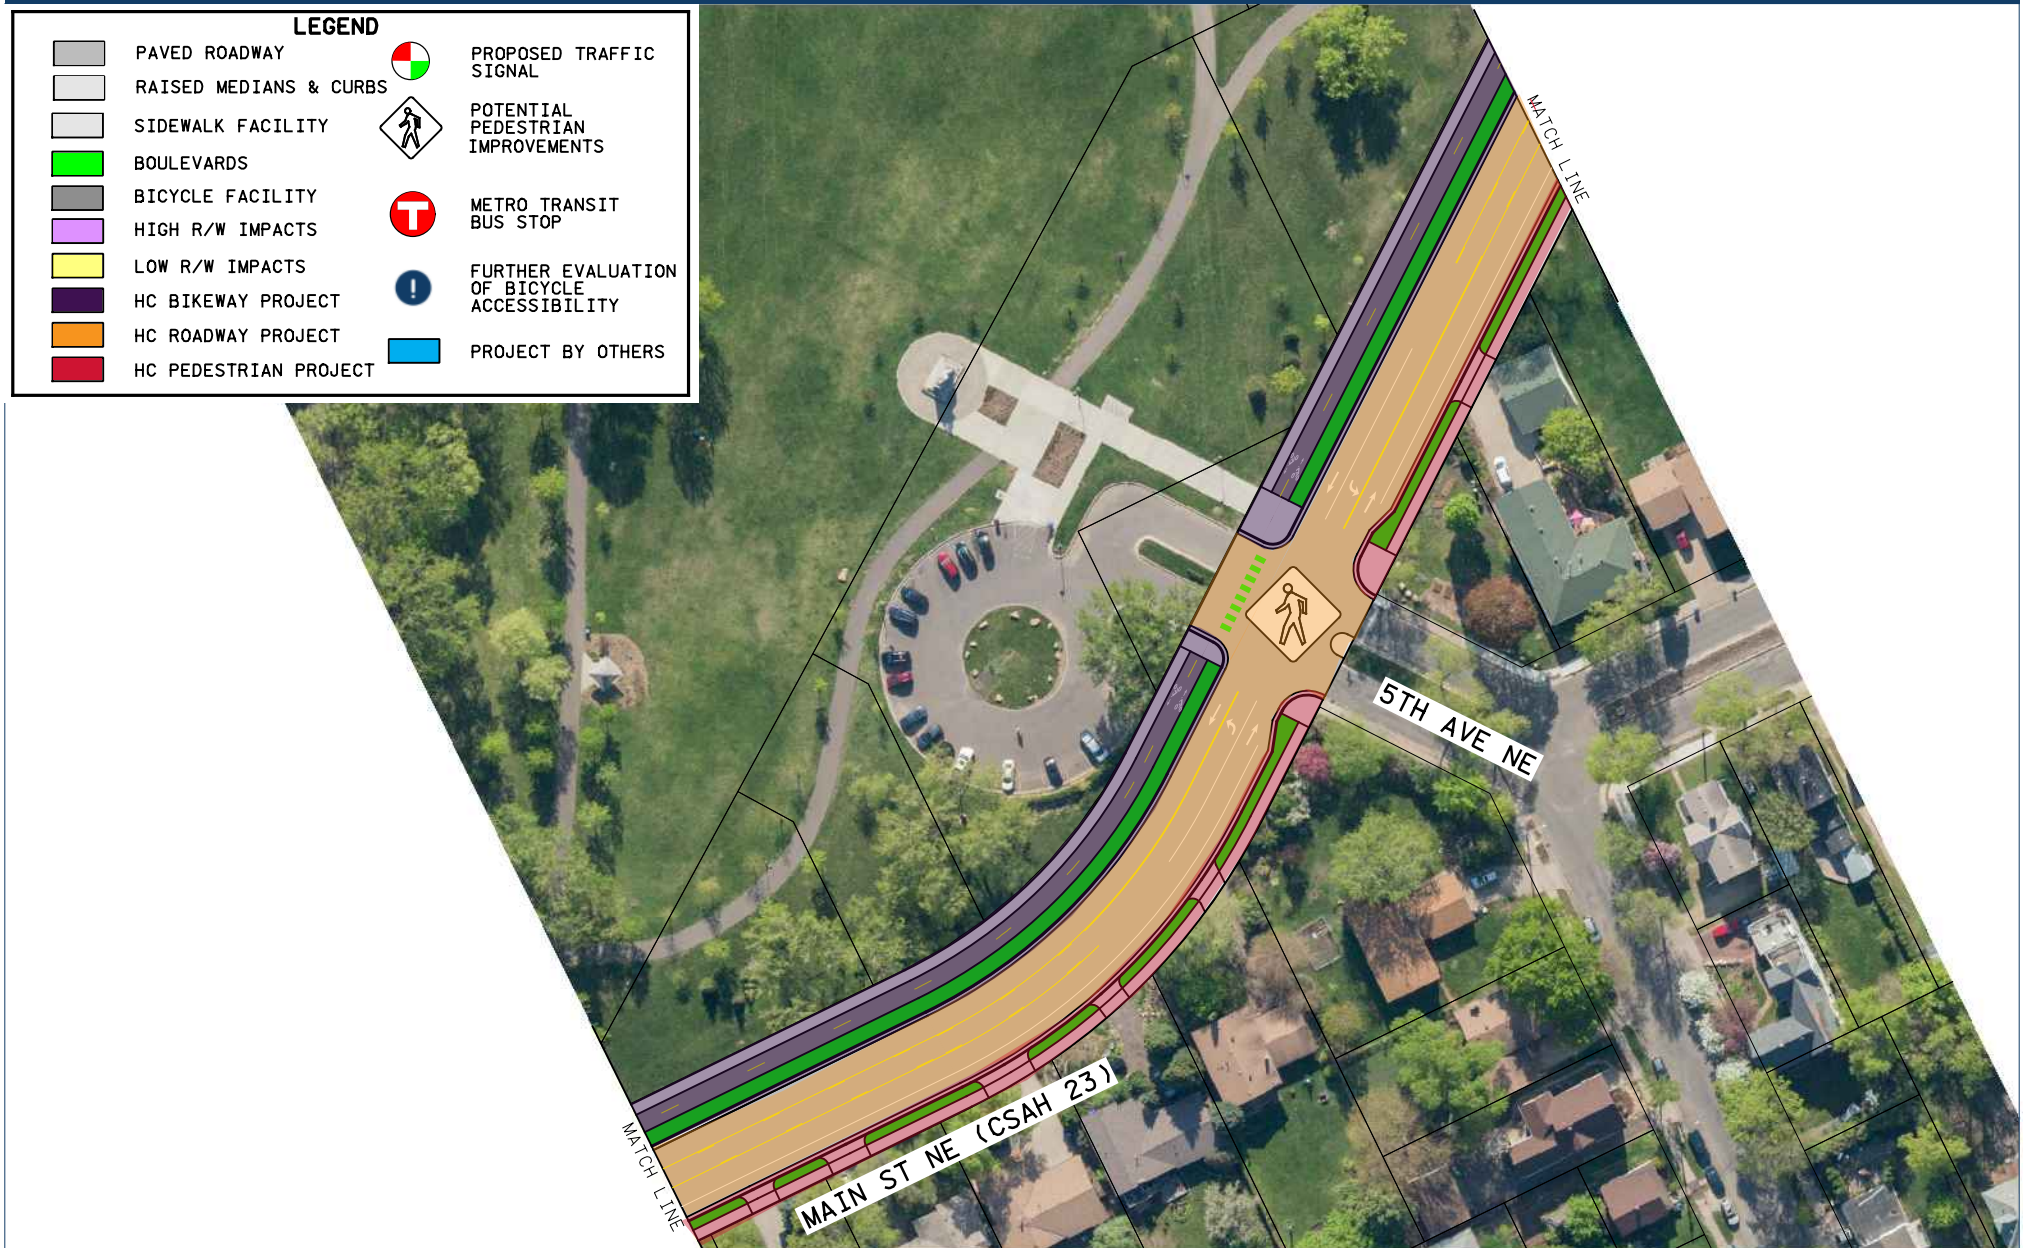 LEGEND
PAVED ROADWAY
RAISED MEDIANS & CURBS
SIDEWALK FACILITY
BOULEVARDS
BICYCLE FACILITY
HIGH R/W IMPACTS
LOW R/W IMPACTS
HC BIKEWAY PROJECT
HC ROADWAY PROJECT
HC PEDESTRIAN PROJECT
PROPOSED TRAFFIC
SIGNAL
POTENTIAL
PEDESTRIAN
IMPROVEMENTS
T
METRO TRANSIT
BUS STOP
!
FURTHER EVALUATION
OF BICYCLE
ACCESSIBILITY
PROJECT BY OTHERS
MATCH LINE
5TH AVE NE
MAIN ST NE (CSAH 23)
MATCH LINE